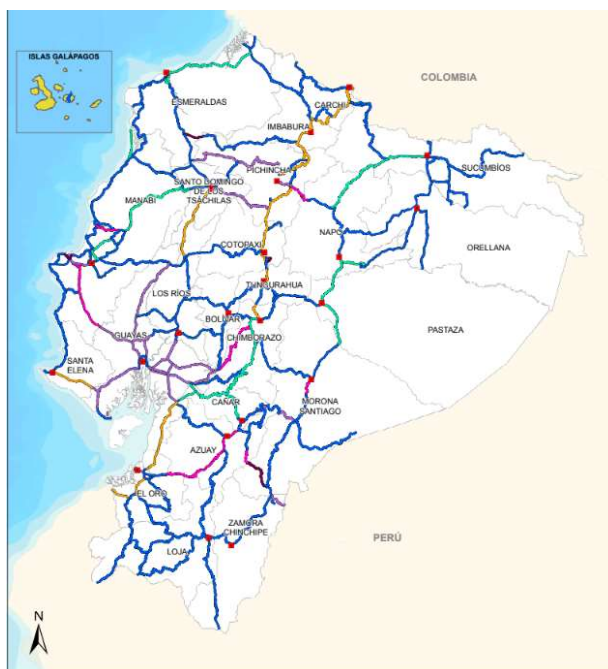 ISLAS GALÁPAGOS
COLOMBIA
ESMERALDAS
CARCHI
IMBABURA
SUCUMBÍOS
PICHINCHA
SANTO DOMINGO
DE LOS
TSÁCHILAS
MANABÍ
NAPO
COTOPAXI
ORELLANA
TUNGURAHUA
LOS RÍOS
BOLÍVAR
PASTAZA
GUAYAS
CHIMBORAZO
SANTA
ELENA
MORONA
SANTIAGO
CAÑAR
AZUAY
EL ORO
ZAMORA
CHINCHIPE
PERÚ
LOJA
N